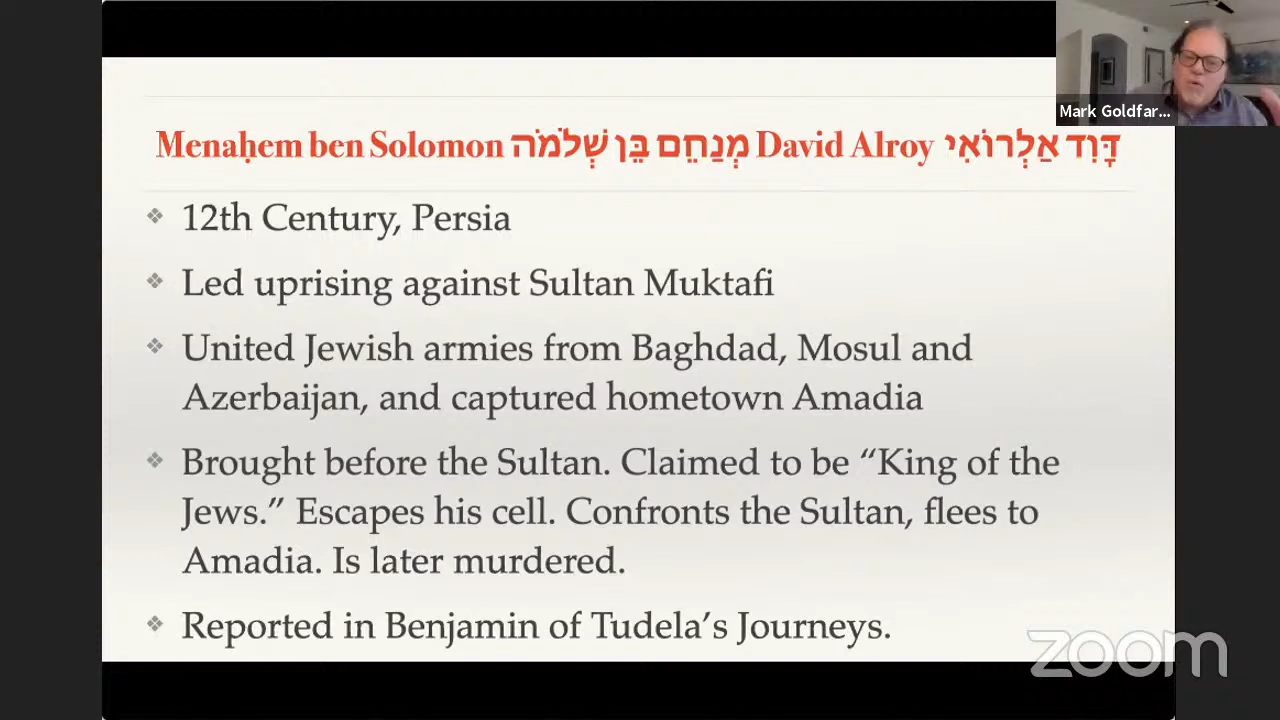 Mark Goldfar...
Menaḥem ben Solomon מְנַחֵם בֵּן שְׁלֹמֹה David Alroy דָּוִד אַלְרוֹאִי
❖ 12th Century, Persia
❖ Led uprising against Sultan Muktafi
❖ United Jewish armies from Baghdad, Mosul and
Azerbaijan, and captured hometown Amadia
❖ Brought before the Sultan. Claimed to be “King of the
Jews.” Escapes his cell. Confronts the Sultan, flees to
Amadia. Is later murdered.
❖ Reported in Benjamin of Tudela’s Journeys.
zoom